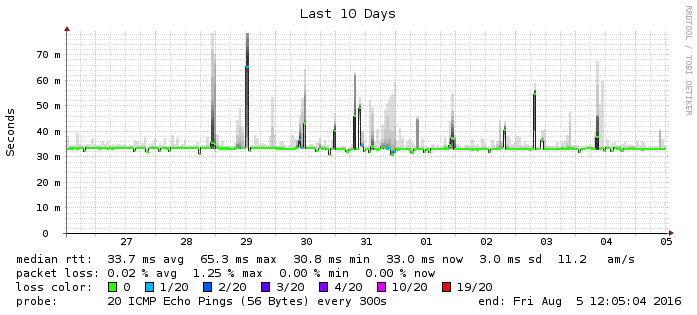 Last 10 Days
RRDTOOL / TOBI OETIKER
Seconds
70 m
60 m
50 m
40 m
30 m
20 m
10 m
0
27 28 29 30 31 01 02 03 04 05
median rtt: 33.7 ms avg 65.3 ms max 30.8 ms min 33.0 ms now 3.0 ms sd 11.2 am/s
packet loss: 0.02 % avg 1.25 % max 0.00 % min 0.00 % now
loss color: 0 1/20 2/20 3/20 4/20 10/20 19/20
probe: 20 ICMP Echo Pings (56 Bytes) every 300s end: Fri Aug 5 12:05:04 2016